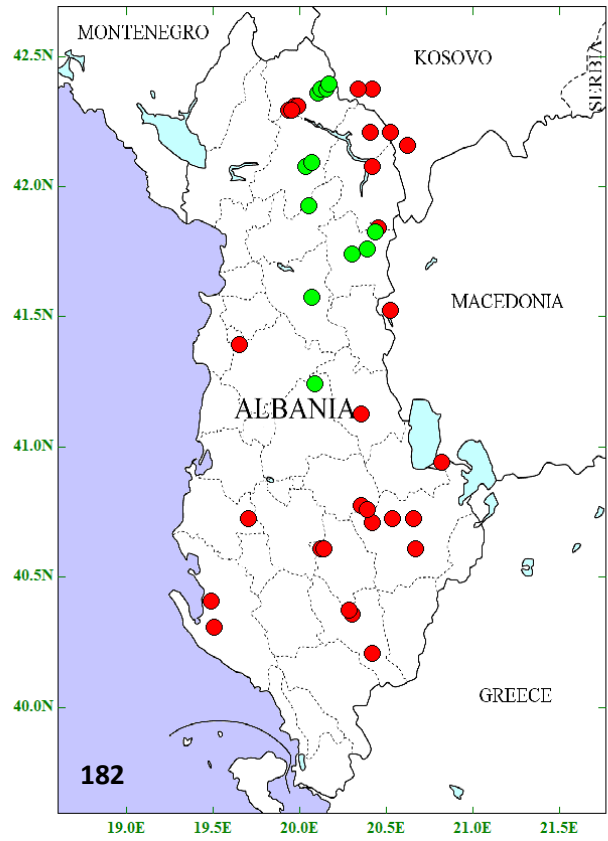 MONTENEGRO
42.5N
KOSOVO
SERBIA
42.0N
41.5N
MACEDONIA
ALBANIA
41.0N
40.5N
40.0N
GREECE
182
19.0E 19.5E 20.0E 20.5E 21.0E 21.5E